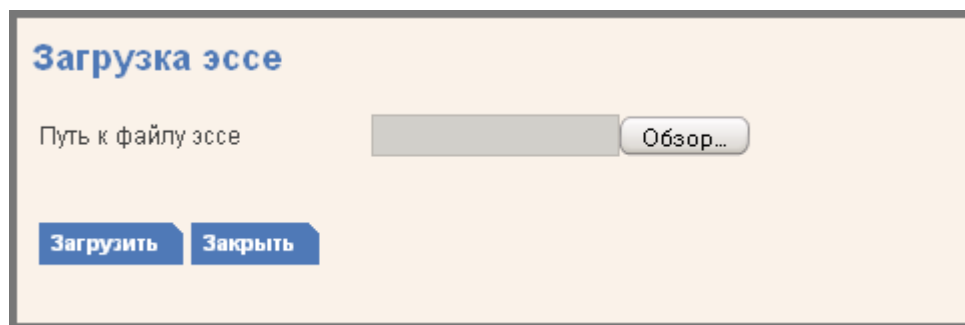 Загрузка эссе
Путь к файлу эссе Обзор...
Загрузить Закрыть